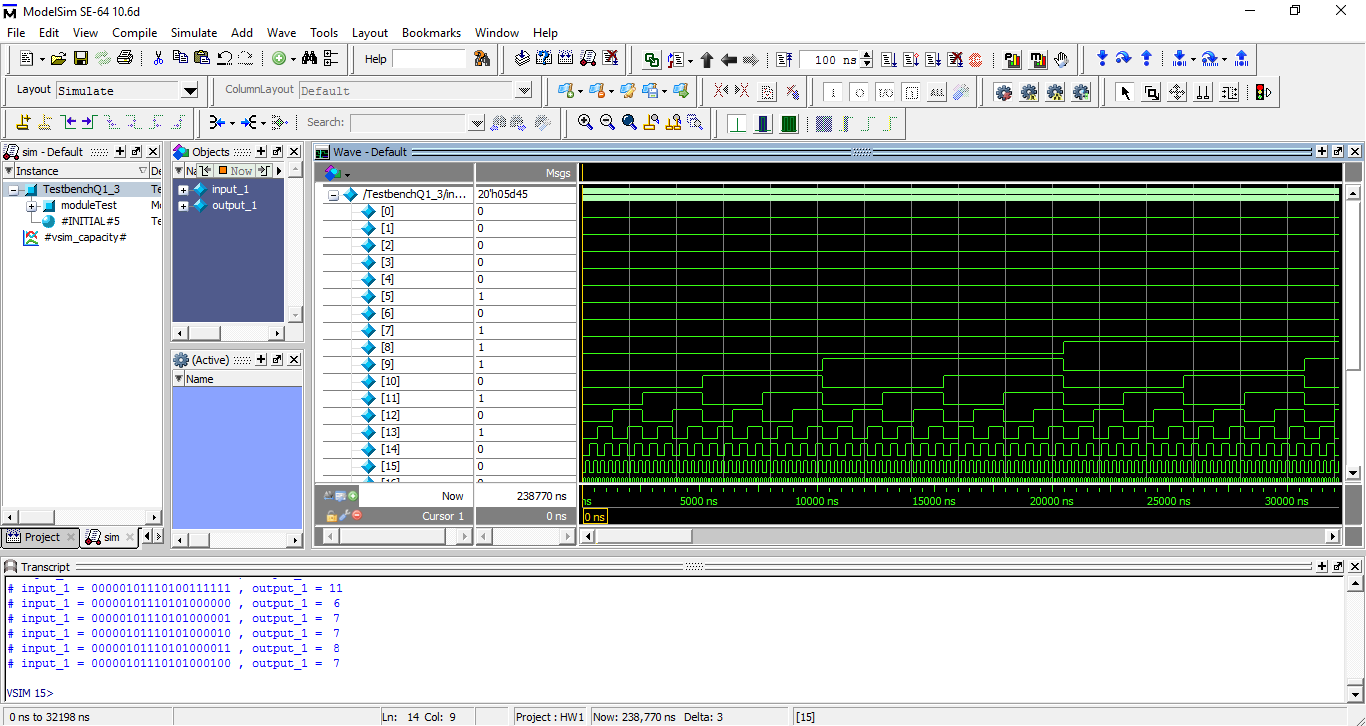 ModelSim SE-64 10.6d
File Edit View Compile Simulate Add Wave Tools Layout Bookmarks Window Help
Help 100 ns
Layout Simulate ColumnLayout Default ALL
Search:
sim - Default
Instance De
TestbenchQ1_3 Te
moduleTest Mo
#INITIAL#5 Te
#vsim_capacity#
Project sim
Objects
Now
input_1
output_1
(Active)
Name
Wave - Default
Msgs
/TestbenchQ1_3/in... 20'h05d45
[0] 0
[1] 0
[2] 0
[3] 0
[4] 0
[5] 1
[6] 0
[7] 1
[8] 1
[9] 1
[10] 0
[11] 1
[12] 0
[13] 1
[14] 0
[15] 0
Now 238770 ns ns 5000 ns 10000 ns 15000 ns 20000 ns 25000 ns 30000 ns
Cursor 1 0 ns 0 ns
Transcript
# input_1 = 00000101110100111111 , output_1 = 11
# input_1 = 00000101110101000000 , output_1 = 6
# input_1 = 00000101110101000001 , output_1 = 7
# input_1 = 00000101110101000010 , output_1 = 7
# input_1 = 00000101110101000011 , output_1 = 8
# input_1 = 00000101110101000100 , output_1 = 7
VSIM 15>
0 ns to 32198 ns Ln: 14 Col: 9 Project : HW1 Now: 238,770 ns Delta: 3 [15]